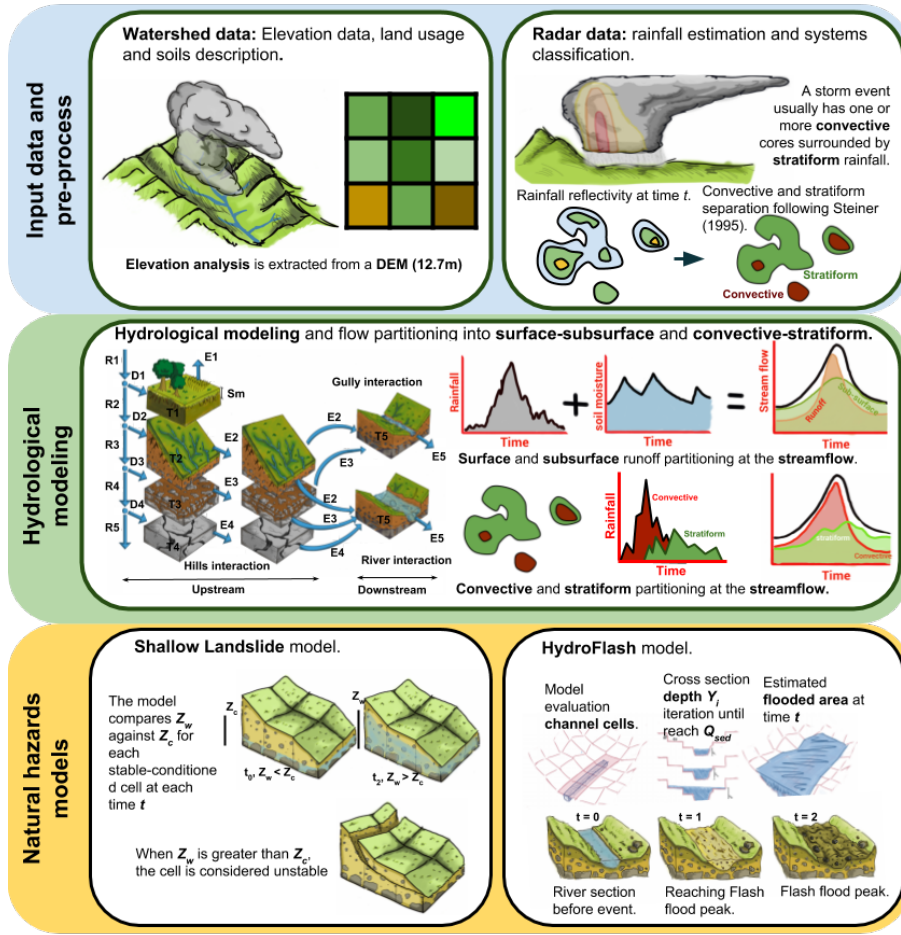 Input data and
pre-process
Watershed data: Elevation data, land usage
and soils description.
Elevation analysis is extracted from a DEM (12.7m)
Radar data: rainfall estimation and systems
classification.
A storm event
usually has one or
more convective
cores surrounded by
stratiform rainfall.
Rainfall reflectivity at time t.
Convective and stratiform
separation following Steiner
(1995).
Stratiform
Convective
Hydrological
modeling
Hydrological modeling and flow partitioning into surface-subsurface and convective-stratiform.
R1
E1
D1
Sm
R2
T1
D2
R3
T2
E2
D3
R4
T3
E3
D4
R5
T4
E4
Hills interaction
Upstream
Gully interaction
E2
T5
E5
E3
E2
E3
T5
E5
E4
River interaction
Downstream
Rainfall
Time
soil moisture
Time
Stream flow
Sub-surface
Runoff
Time
Surface and subsurface runoff partitioning at the streamflow.
Rainfall
Convective
Stratiform
Time
Streamflow
stratiform
Convective
Time
Convective and stratiform partitioning at the streamflow.
Natural hazards
models
Shallow Landslide model.
The model
compares Zw
against Zc for
each
stable-conditione
d cell at each
time t
Zc
t0, Zw < Zc
Zw
t2, Zw > Zc
When Zw is greater than Zc,
the cell is considered unstable
HydroFlash model.
Model
evaluation
channel cells.
Cross section
depth Yi
iteration until
reach Qsed
Estimated
flooded area at
time t
t = 0
t = 1
t = 2
River section
before event.
Reaching Flash
flood peak.
Flash flood peak.